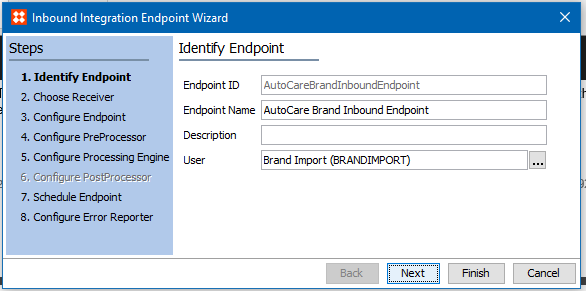 Inbound Integration Endpoint Wizard
Steps
1. Identify Endpoint
2. Choose Receiver
3. Configure Endpoint
4. Configure PreProcessor
5. Configure Processing Engine
6. Configure PostProcessor
7. Schedule Endpoint
8. Configure Error Reporter
Identify Endpoint
Endpoint ID AutoCareBrandInboundEndpoint
Endpoint Name AutoCare Brand Inbound Endpoint
Description
User Brand Import (BRANDIMPORT) ...
Back Next Finish Cancel